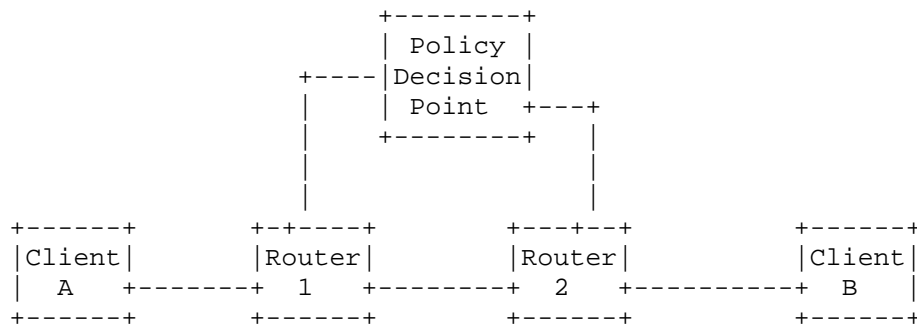 Policy
Decision
Point
Client Router Router Client
A 1 2 B